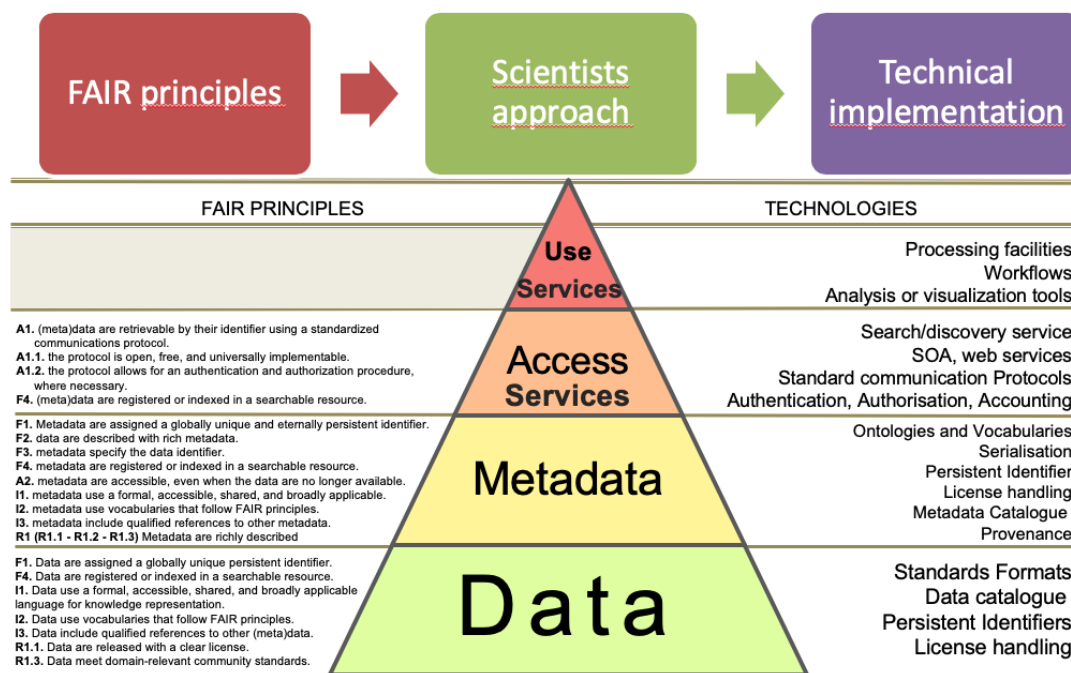 FAIR principles
Scientists
approach
Technical
implementation
FAIR PRINCIPLES
TECHNOLOGIES
Use
Services
Processing facilities
Workflows
Analysis or visualization tools
A1. (meta)data are retrievable by their identifier using a standardized
communications protocol.
A1.1. the protocol is open, free, and universally implementable.
A1.2. the protocol allows for an authentication and authorization procedure,
where necessary.
F4. (meta)data are registered or indexed in a searchable resource.
Access
Services
Search/discovery service
SOA, web services
Standard communication Protocols
Authentication, Authorisation, Accounting
F1. Metadata are assigned a globally unique and eternally persistent identifier.
F2. data are described with rich metadata.
F3. metadata specify the data identifier.
F4. metadata are registered or indexed in a searchable resource.
A2. metadata are accessible, even when the data are no longer available.
I1. metadata use a formal, accessible, shared, and broadly applicable.
I2. metadata use vocabularies that follow FAIR principles.
I3. metadata include qualified references to other metadata.
R1 (R1.1 - R1.2 - R1.3) Metadata are richly described
Metadata
Ontologies and Vocabularies
Serialisation
Persistent Identifier
License handling
Metadata Catalogue
Provenance
F1. Data are assigned a globally unique persistent identifier.
F4. Data are registered or indexed in a searchable resource.
I1. Data use a formal, accessible, shared, and broadly applicable
language for knowledge representation.
I2. Data use vocabularies that follow FAIR principles.
I3. Data include qualified references to other (meta)data.
R1.1. Data are released with a clear license.
R1.3. Data meet domain-relevant community standards.
Data
Standards Formats
Data catalogue
Persistent Identifiers
License handling